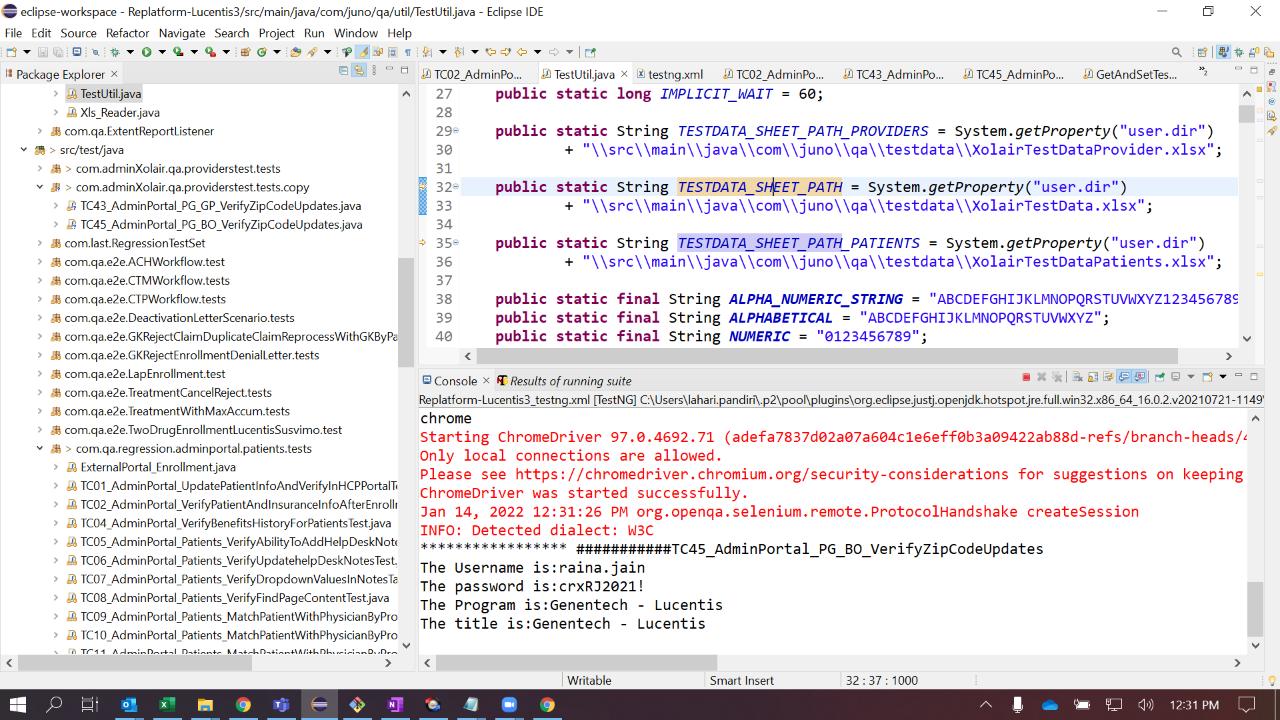 eclipse-workspace - Replatform-Lucentis3/src/main/java/com/juno/qa/util/TestUtil.java - Eclipse IDE
File Edit Source Refactor Navigate Search Project Run Window Help
Package Explorer
TestUtil.java
Xls_Reader.java
com.qa.ExtentReportListener
> src/test/java
> com.adminXolair.qa.providerstest.tests
> com.adminXolair.qa.providerstest.tests.copy
TC43_AdminPortal_PG_GP_VerifyZipCodeUpdates.java
TC45_AdminPortal_PG_BO_VerifyZipCodeUpdates.java
com.last.RegressionTestSet
com.qa.e2e.ACHWorkflow.test
com.qa.e2e.CTMWorkflow.tests
com.qa.e2e.CTPWorkflow.tests
com.qa.e2e.DeactivationLetterScenario.tests
com.qa.e2e.GKRejectClaimDuplicateClaimReprocessWithGKByPa
com.qa.e2e.GKRejectEnrollmentDenialLetter.tests
com.qa.e2e.LapEnrollment.test
com.qa.e2e.TreatmentCancelReject.tests
com.qa.e2e.TreatmentWithMaxAccum.tests
com.qa.e2e.TwoDrugEnrollmentLucentisSusvimo.test
> com.qa.regression.adminportal.patients.tests
ExternalPortal_Enrollment.java
TC01_AdminPortal_UpdatePatientInfoAndVerifyInHCPPortalT
TC02_AdminPortal_VerifyPatientAndInsuranceInfoAfterEnroll
TC04_AdminPortal_VerifyBenefitsHistoryForPatientsTest.java
TC05_AdminPortal_Patients_VerifyAbilityToAddHelpDeskNote
TC06_AdminPortal_Patients_VerifyUpdatehelpDeskNotesTest.
TC07_AdminPortal_Patients_VerifyDropdownValuesInNotesTa
TC08_AdminPortal_Patients_VerifyFindPageContentTest.java
TC09_AdminPortal_Patients_MatchPatientWithPhysicianByPro
TC10_AdminPortal_Patients_MatchPatientWithPhysicianByPro
TC11_AdminPortal_Patients_MatchPatientWithPhysicianByPro
TC02_AdminPo... TestUtil.java testng.xml TC02_AdminPo... TC43_AdminPo... TC45_AdminPo... GetAndSetTes...
27 public static long IMPLICIT_WAIT = 60;
28
29 public static String TESTDATA_SHEET_PATH_PROVIDERS = System.getProperty("user.dir")
30 + "\\src\\main\\java\\com\\juno\\qa\\testdata\\XolairTestDataProvider.xlsx";
31
32 public static String TESTDATA_SHEET_PATH = System.getProperty("user.dir")
33 + "\\src\\main\\java\\com\\juno\\qa\\testdata\\XolairTestData.xlsx";
34
35 public static String TESTDATA_SHEET_PATH_PATIENTS = System.getProperty("user.dir")
36 + "\\src\\main\\java\\com\\juno\\qa\\testdata\\XolairTestDataPatients.xlsx";
37
38 public static final String ALPHA_NUMERIC_STRING = "ABCDEFGHIJKLMNOPQRSTUVWXYZ123456789
39 public static final String ALPHABETICAL = "ABCDEFGHIJKLMNOPQRSTUVWXYZ";
40 public static final String NUMERIC = "0123456789";
Console Results of running suite
Replatform-Lucentis3_testng.xml [TestNG] C:\Users\lahari.pandiri\.p2\pool\plugins\org.eclipse.justj.openjdk.hotspot.jre.full.win32.x86_64_16.0.2.v20210721-1149
chrome
Starting ChromeDriver 97.0.4692.71 (adefa7837d02a07a604c1e6eff0b3a09422ab88d-refs/branch-heads/4
Only local connections are allowed.
Please see https://chromedriver.chromium.org/security-considerations for suggestions on keeping
ChromeDriver was started successfully.
Jan 14, 2022 12:31:26 PM org.openqa.selenium.remote.ProtocolHandshake createSession
INFO: Detected dialect: W3C
***************** ###########TC45_AdminPortal_PG_BO_VerifyZipCodeUpdates
The Username is:raina.jain
The password is:crxRJ2021!
The Program is:Genentech - Lucentis
The title is:Genentech - Lucentis
Writable Smart Insert 32 : 37 : 1000
12:31 PM